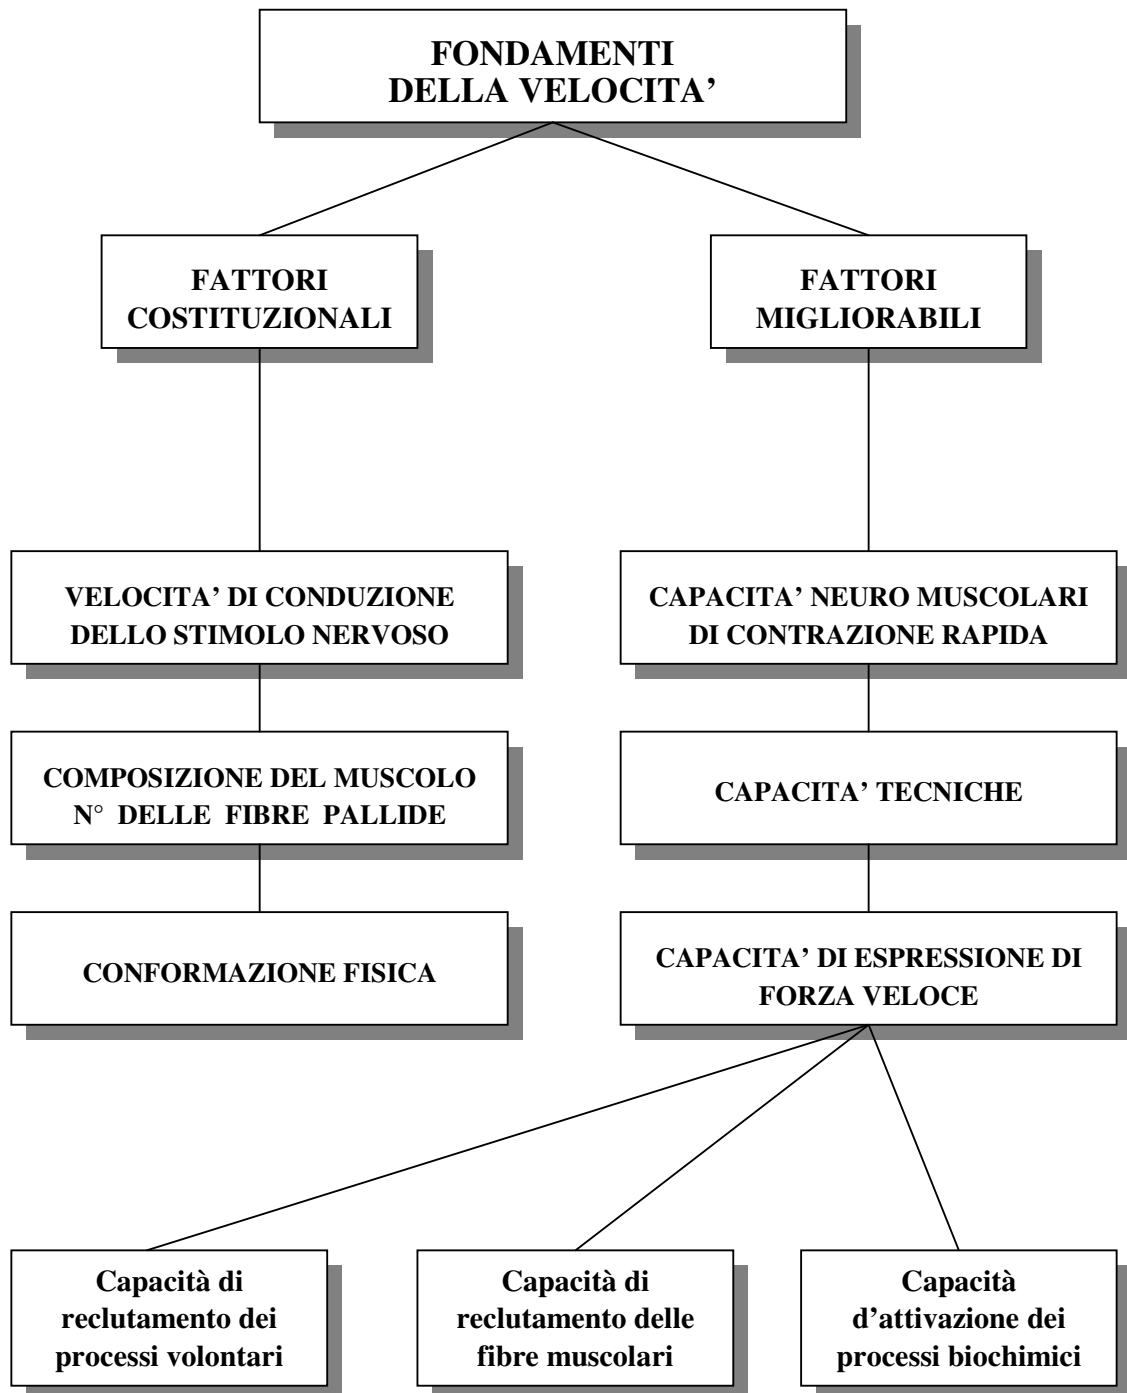 FONDAMENTI
DELLA VELOCITA’
FATTORI
COSTITUZIONALI
FATTORI
MIGLIORABILI
VELOCITA’ DI CONDUZIONE
DELLO STIMOLO NERVOSO
CAPACITA’ NEURO MUSCOLARI
DI CONTRAZIONE RAPIDA
COMPOSIZIONE DEL MUSCOLO
N° DELLE FIBRE PALLIDE
CAPACITA’ TECNICHE
CONFORMAZIONE FISICA
CAPACITA’ DI ESPRESSIONE DI
FORZA VELOCE
Capacità di
reclutamento dei
processi volontari
Capacità di
reclutamento delle
fibre muscolari
Capacità
d’attivazione dei
processi biochimici